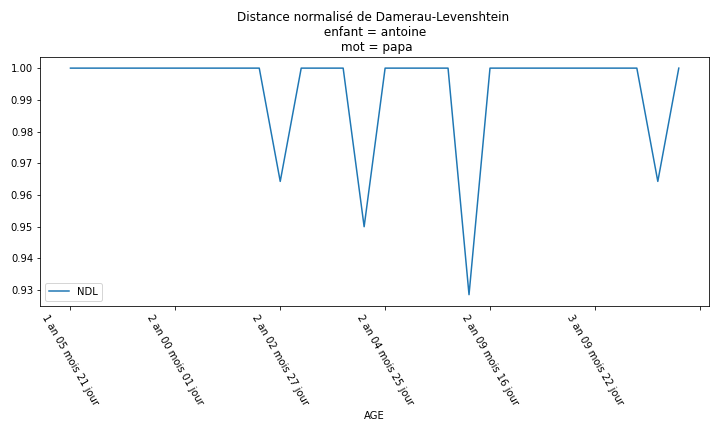 Distance normalisé de Damerau-Levenshtein
enfant = antoine
mot = papa
1.00
0.99
0.98
0.97
0.96
0.95
0.94
0.93
NDL
1 an 05 mois 21 jour
2 an 00 mois 01 jour
2 an 02 mois 27 jour
2 an 04 mois 25 jour
2 an 09 mois 16 jour
3 an 09 mois 22 jour
AGE